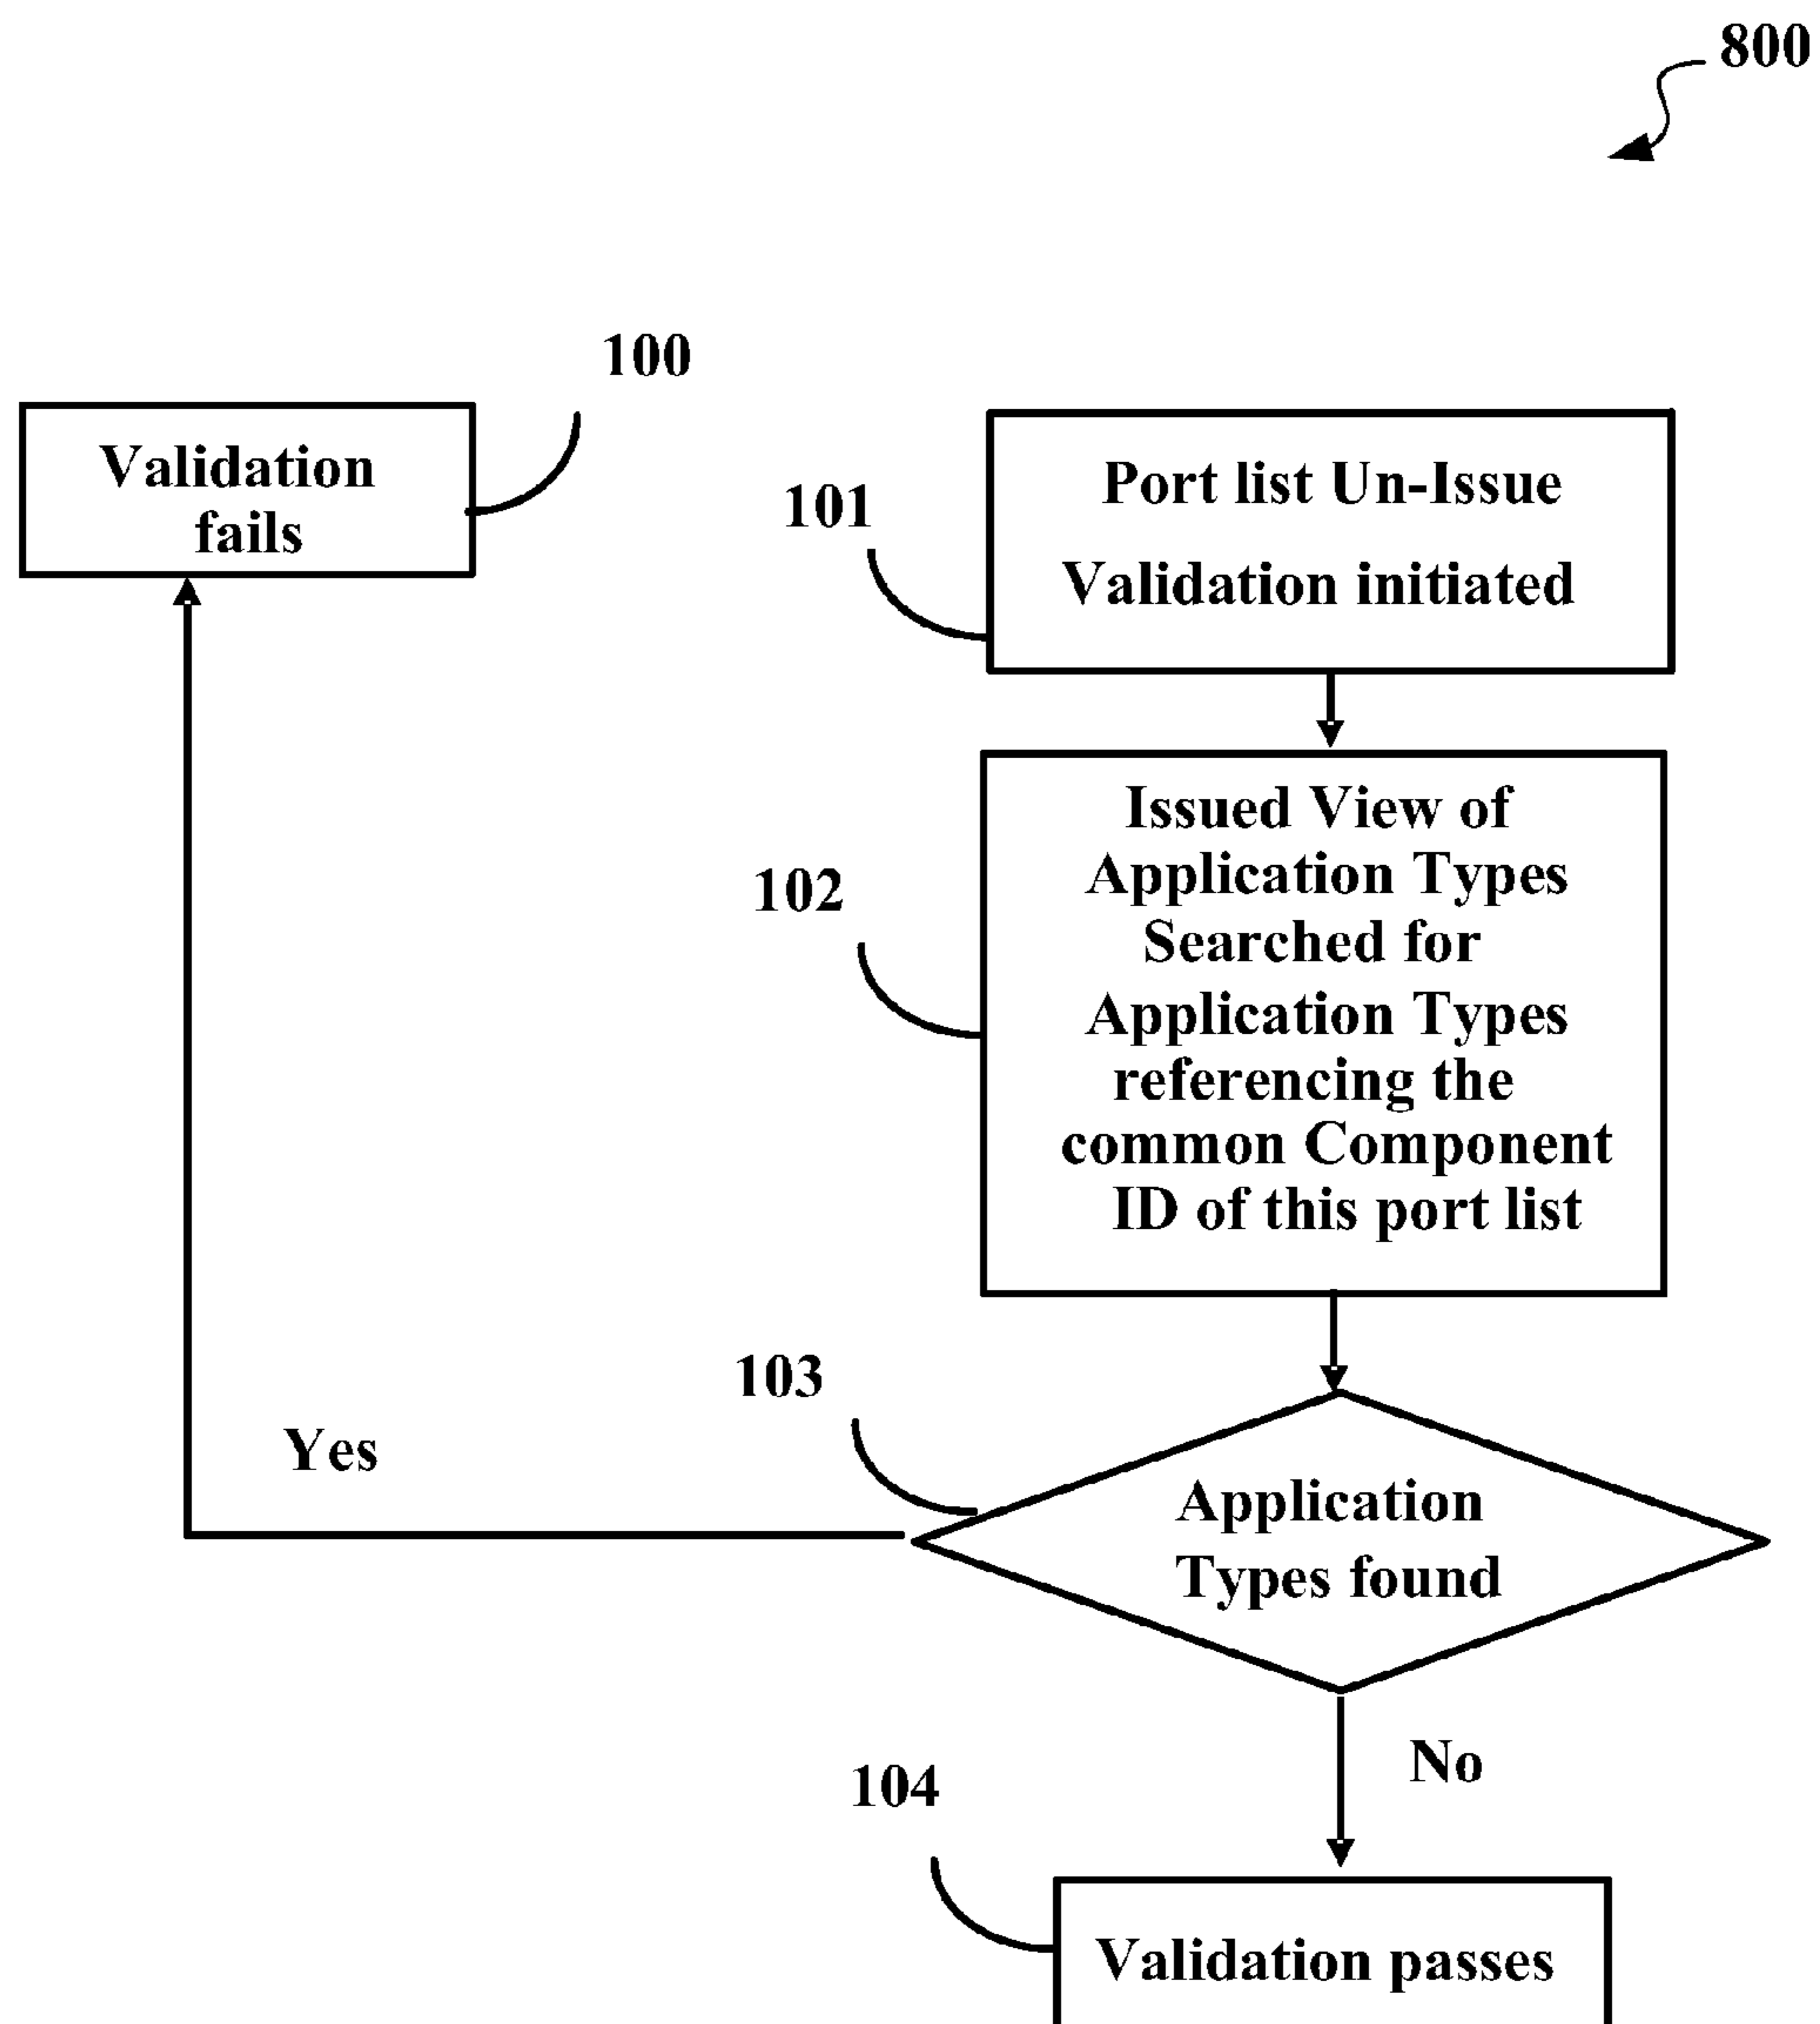 800
100
Validation
fails
101
Port list Un-Issue
Validation initiated
102
Issued View of
Application Types
Searched for
Application Types
referencing the
common Component
ID of this port list
103
Yes
Application
Types found
No
104
Validation passes